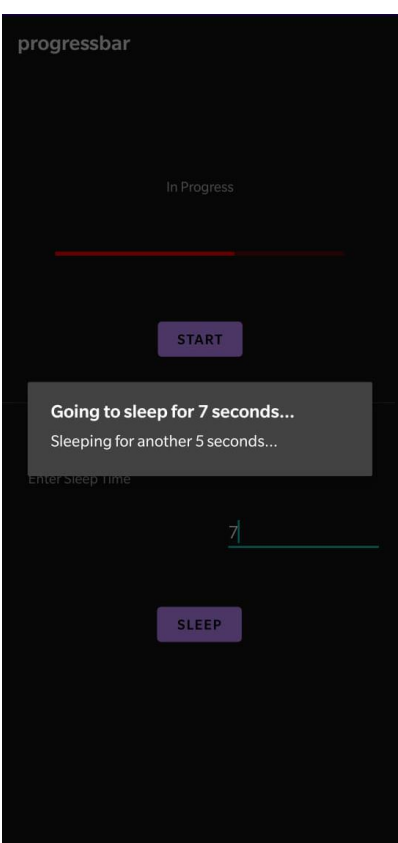 progressbar
In Progress
START
Going to sleep for 7 seconds...
Sleeping for another 5 seconds...
Enter Sleep Time
7
SLEEP